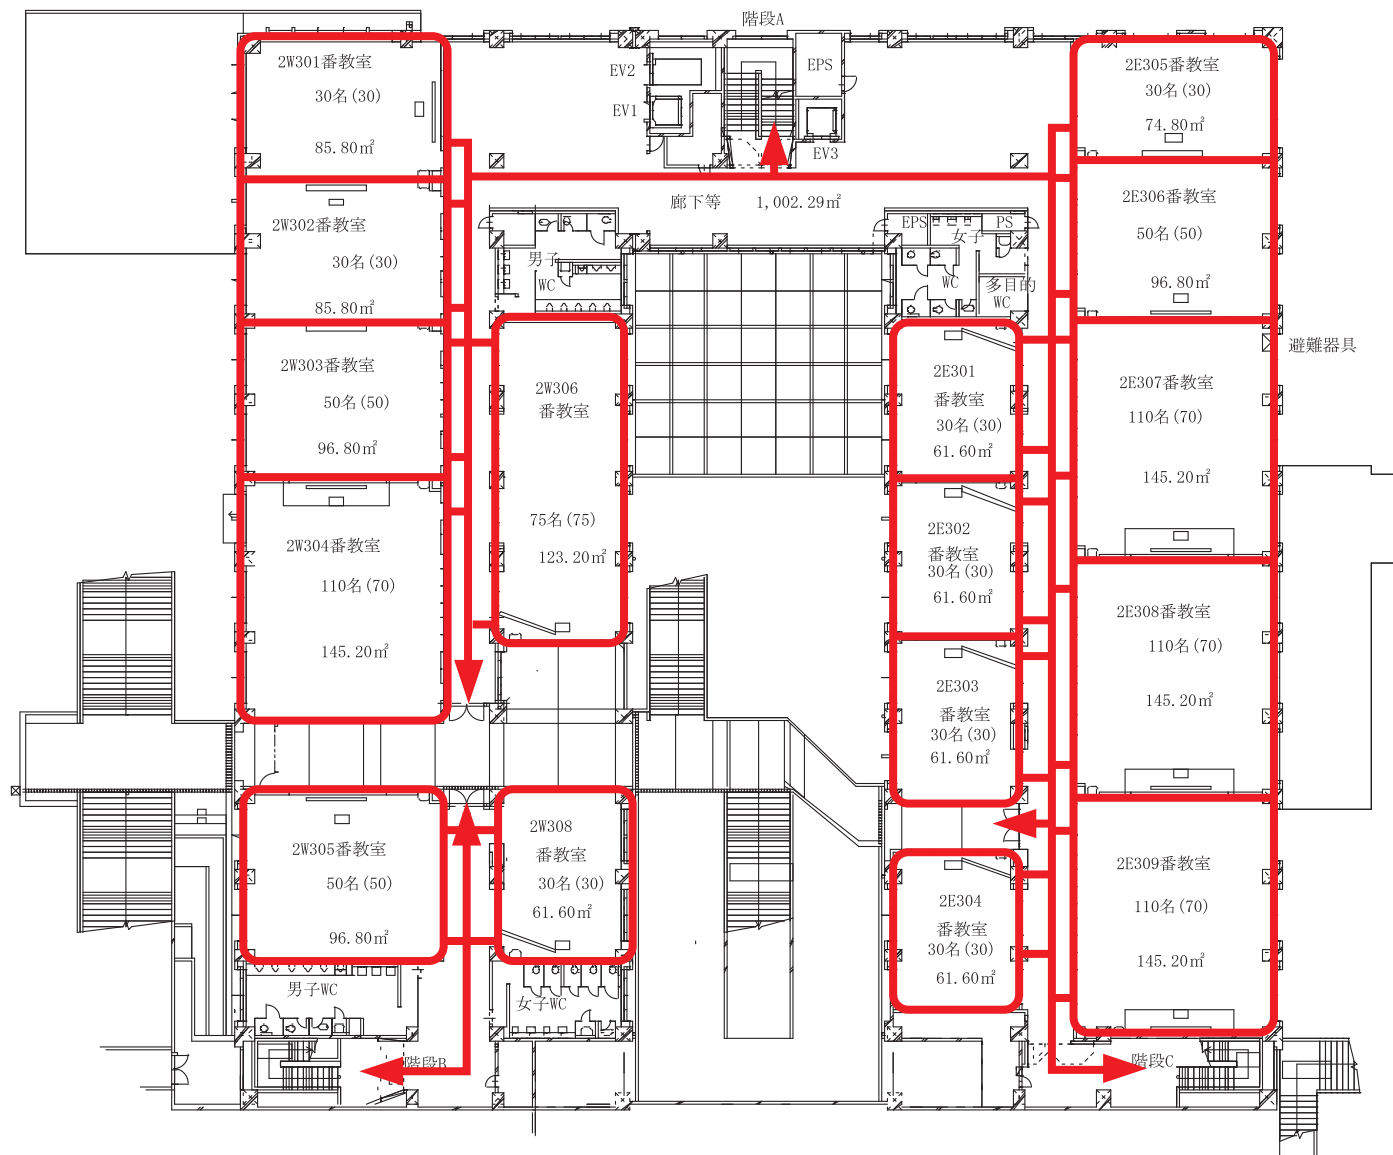 階段A
2W301番教室
30名(30)
85.80㎡
EV2
EV1
EPS
EV3
2E305番教室
30名(30)
74.80㎡
廊下等 1,002.29㎡
2W302番教室
30名(30)
85.80㎡
男子
WC
EPS
女子
PS
WC
多目的
WC
2E306番教室
50名(50)
96.80㎡
避難器具
2W303番教室
50名(50)
96.80㎡
2W306
番教室
75名(75)
123.20㎡
2E301
番教室
30名(30)
61.60㎡
2E307番教室
110名(70)
145.20㎡
2W304番教室
110名(70)
145.20㎡
2E302
番教室
30名(30)
61.60㎡
2E308番教室
110名(70)
145.20㎡
2E303
番教室
30名(30)
61.60㎡
2W305番教室
50名(50)
96.80㎡
2W308
番教室
30名(30)
61.60㎡
2E304
番教室
30名(30)
61.60㎡
2E309番教室
110名(70)
145.20㎡
男子WC
女子WC
階段B
階段C